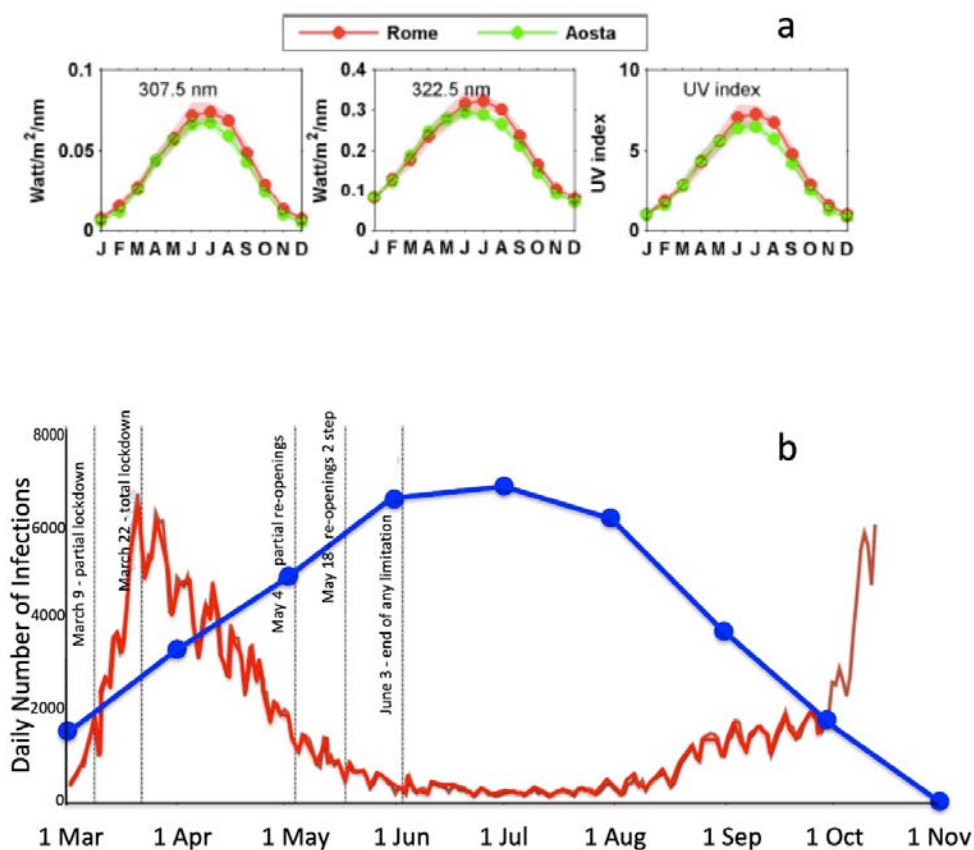 Rome Aosta
a
0.1
0.05
0
Watt/m²/nm
307.5 nm
J F M A M J J A S O N D
0.4
0.3
0.2
0.1
0
Watt/m²/nm
322.5 nm
J F M A M J J A S O N D
10
5
0
UV index
UV index
J F M A M J J A S O N D
b
Daily Number of Infections
8000
6000
4000
2000
0
March 9 - partial lockdown
March 22 - total lockdown
May 4 partial re-openings
May 18 re-openings 2 step
June 3 - end of any limitation
1 Mar 1 Apr 1 May 1 Jun 1 Jul 1 Aug 1 Sep 1 Oct 1 Nov